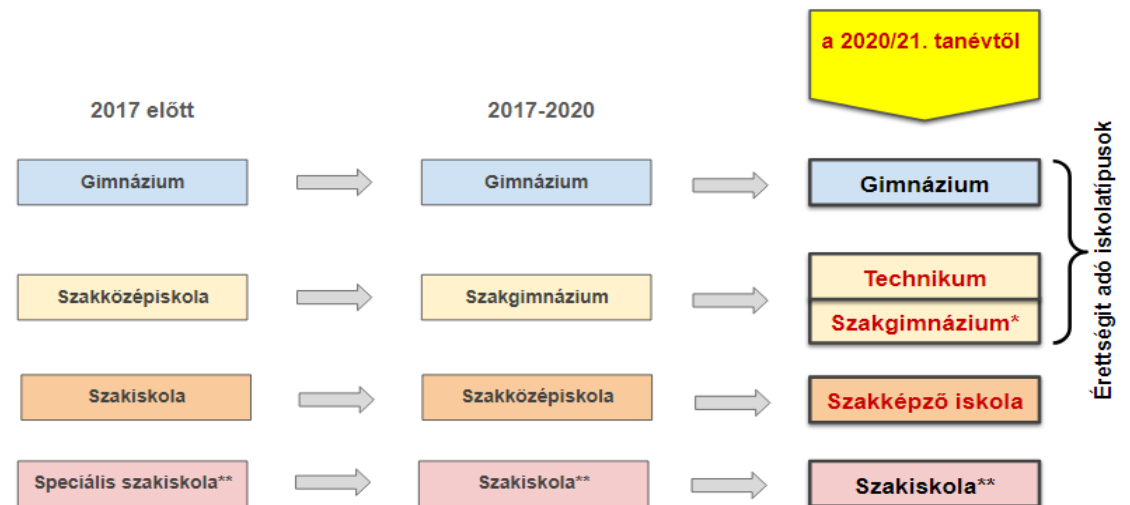 a 2020/21. tanévtől
2017 előtt
2017-2020
Gimnázium
Gimnázium
Gimnázium
Szakközépiskola
Szakgimnázium
Technikum
Szakgimnázium*
Szakiskola
Szakközépiskola
Szakképző iskola
Speciális szakiskola**
Szakiskola**
Szakiskola**
Érettségit adó iskolatípusok